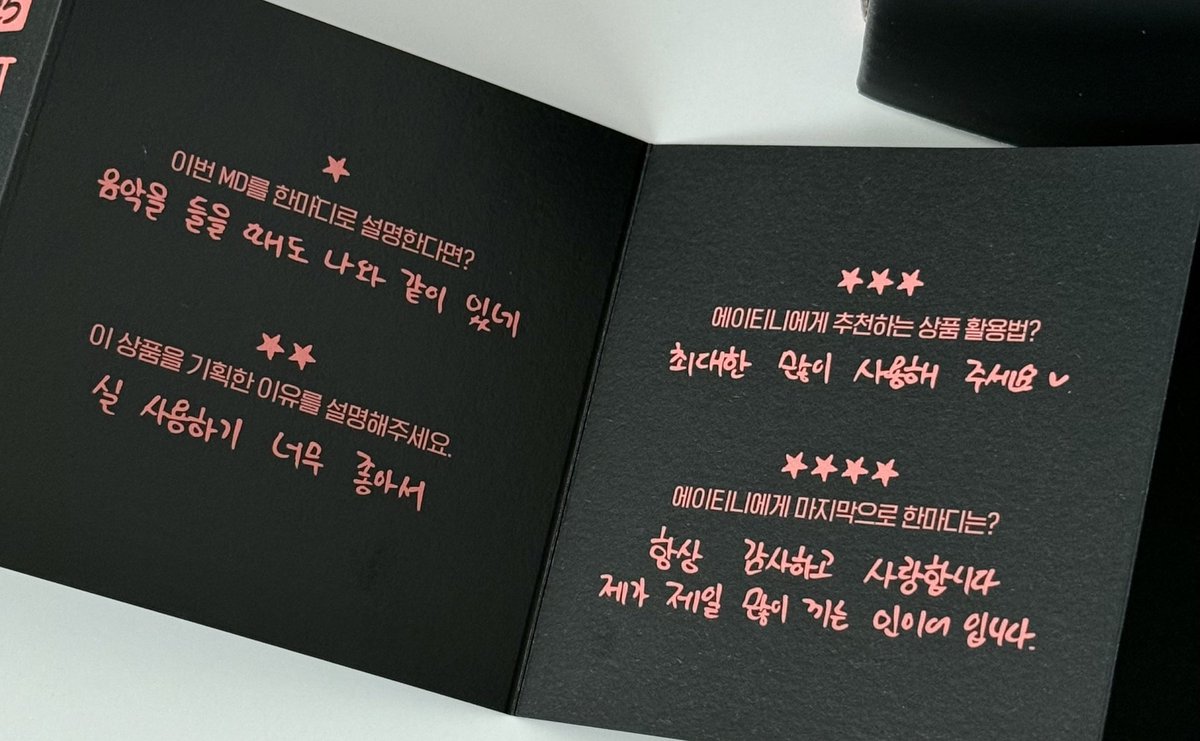 이번 MD를 한마디로 설명한다면?
음악을 들을 때도 나와 같이 있네
이 상품을 기획한 이유를 설명해주세요.
실 사용하기 너무 좋아서
에이티니에게 추천하는 상품 활용법?
최대한 많이 사용해 주세요
에이티니에게 마지막으로 한마디는?
항상 감사하고 사랑합니다
제가 제일 많이 끼는 인이어 입니다.